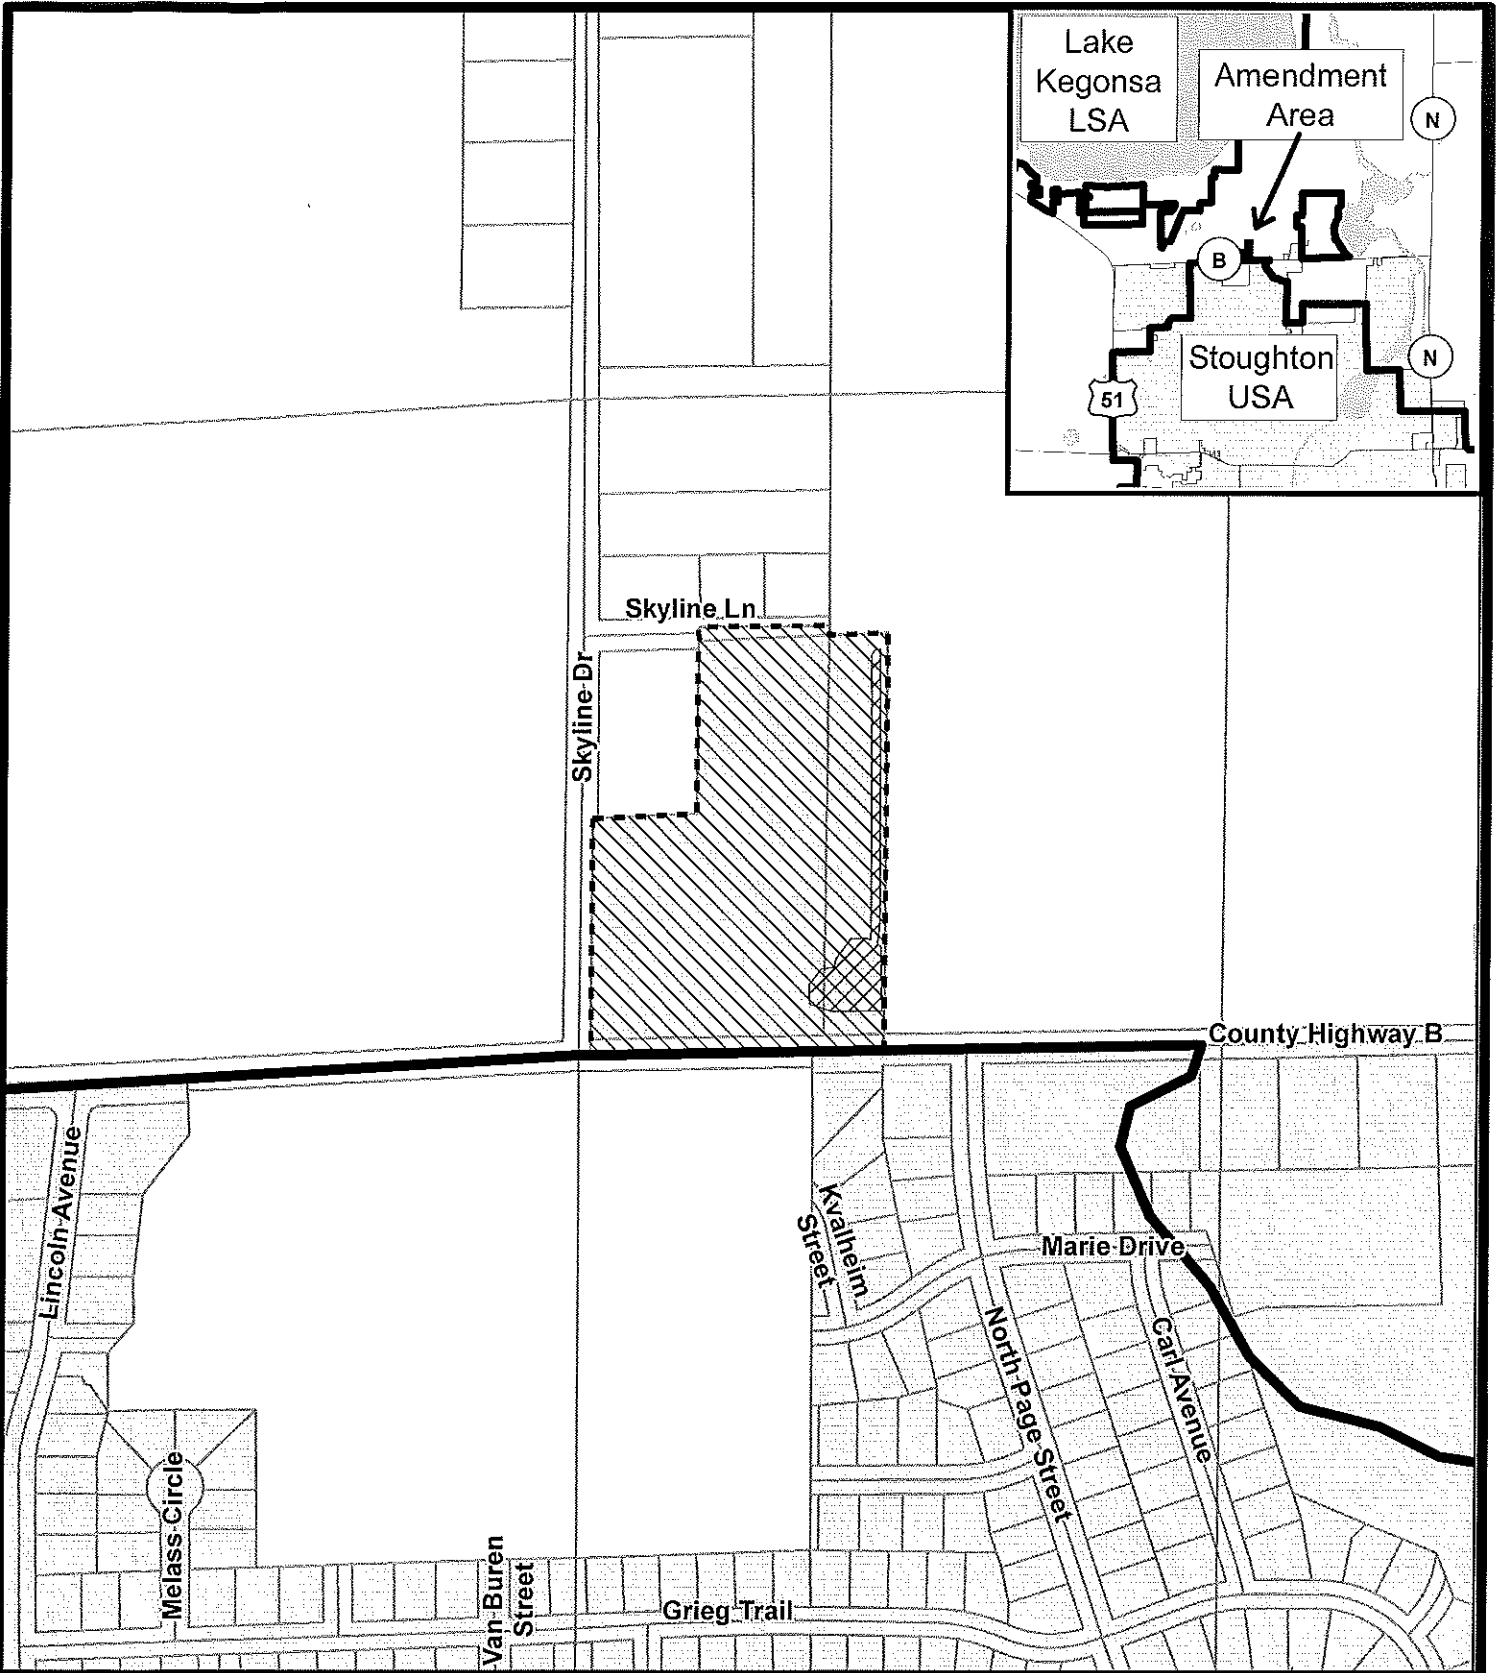 Lake
Kegonsa
LSA
Amendment
Area
N
B
Stoughton
USA
N
51
Skyline Ln
Skyline Dr
County Highway B
Lincoln Avenue
Kvalheim
Street
Marie Drive
North Page Street
Carl Avenue
Melass Circle
Van Buren
Street
Grieg Trail